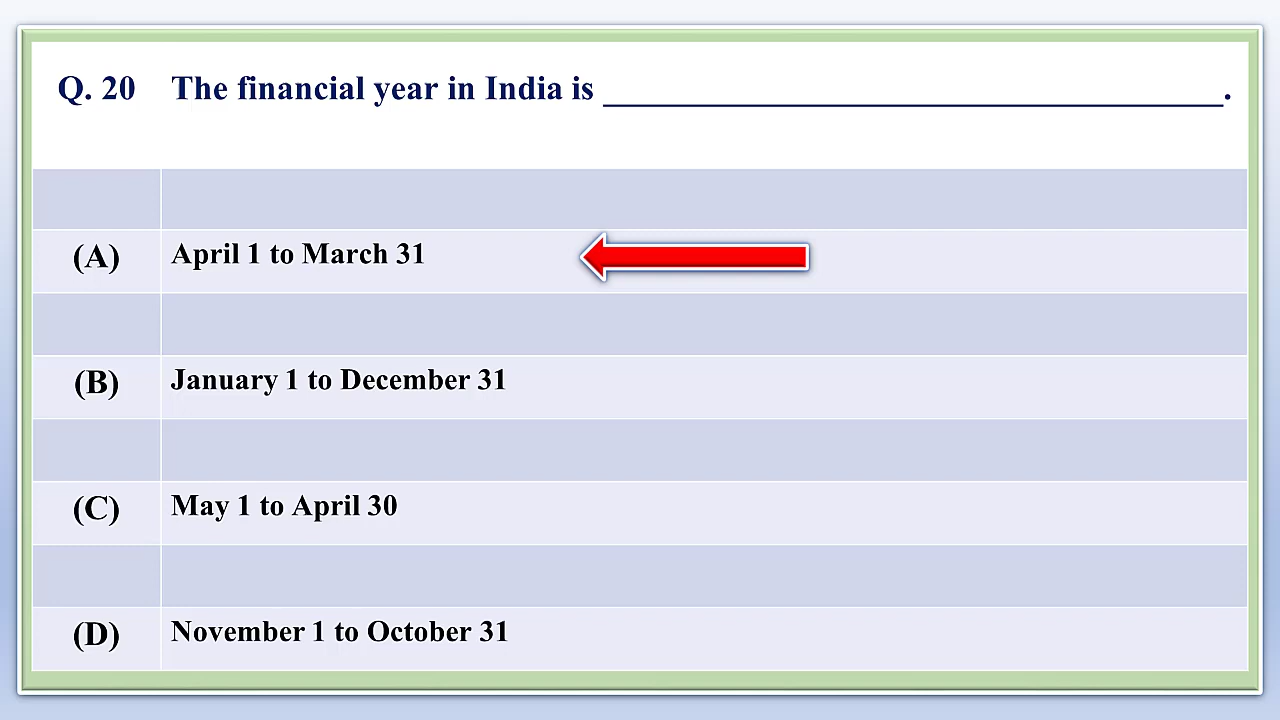 Q. 20 The financial year in India is ____________________________________.
(A) April 1 to March 31
(B) January 1 to December 31
(C) May 1 to April 30
(D) November 1 to October 31